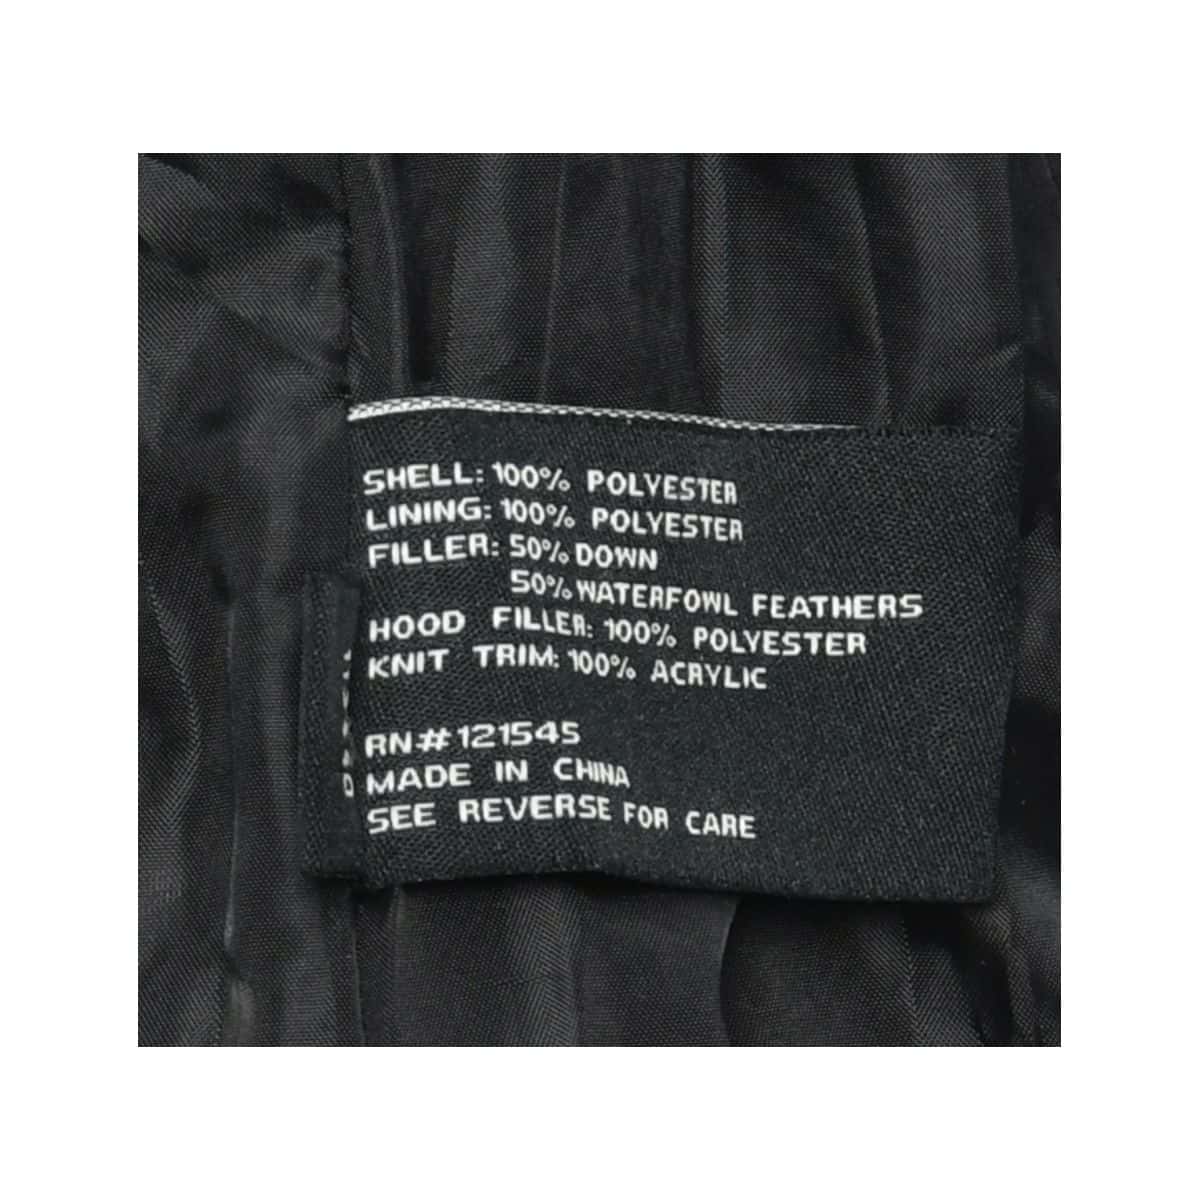 SHELL: 100% POLYESTER
LINING: 100% POLYESTER
FILLER: 50% DOWN
50% WATERFOWL FEATHERS
HOOD FILLER: 100% POLYESTER
KNIT TRIM: 100% ACRYLIC
RN# 121545
MADE IN CHINA
SEE REVERSE FOR CARE